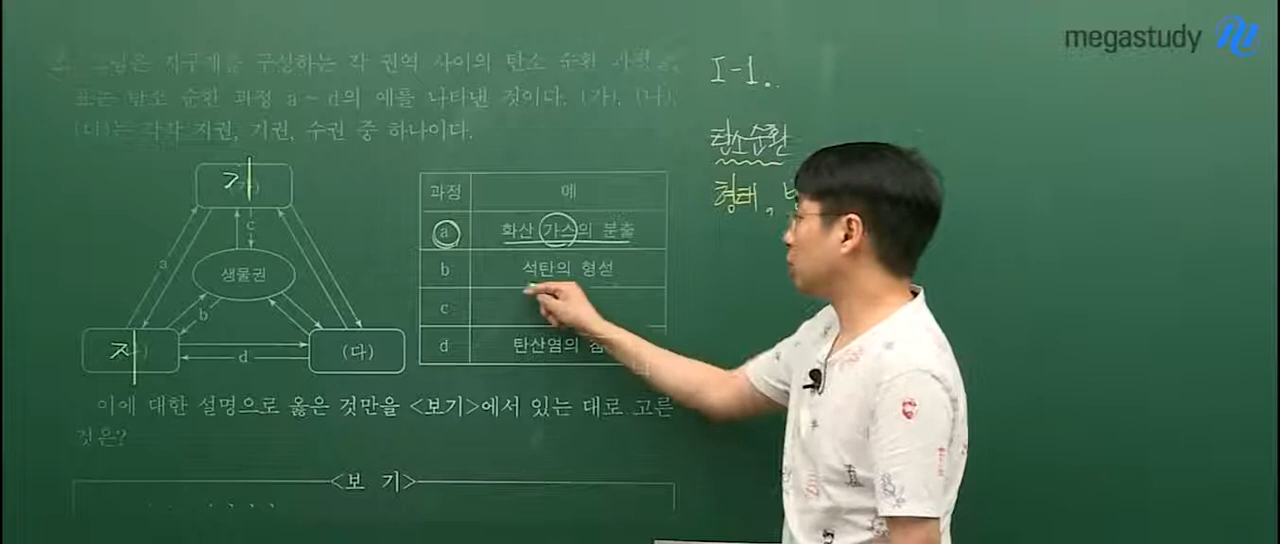 megastudy
그림은 지구계를 구성하는 각 권역 사이의 탄소 순환 과정을,
표는 탄소 순환 과정 a~d의 예를 나타낸 것이다. (가), (나),
(다)는 각각 지권, 기권, 수권 중 하나이다.
I-1.
탄소순환
형태,
기
c
a
생물권
b
지
d
(다)
과정 예
a 화산 가스의 분출
b 석탄의 형성
c
d 탄산염의 침
이에 대한 설명으로 옳은 것만을 <보기>에서 있는 대로 고른
것은?
<보 기>